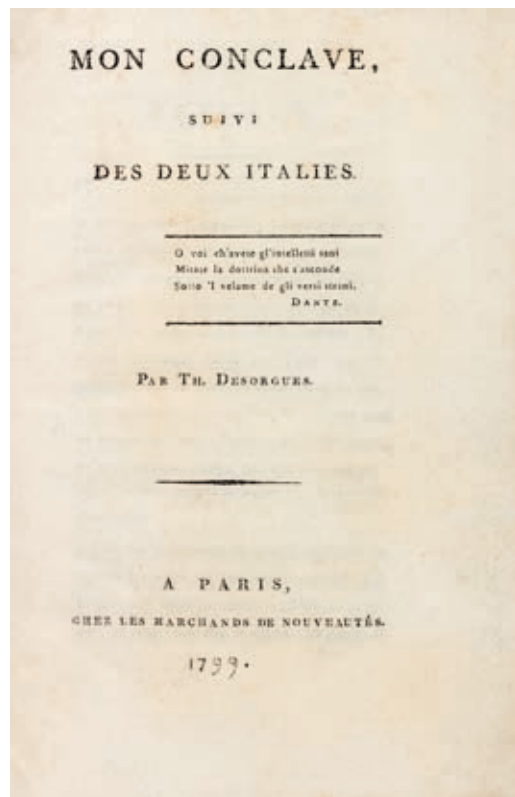 MON CONCLAVE,
SUIVI
DES DEUX ITALIES.
O voi ch'avete gl'intelletti sani
Mirate la dottrina che s'asconde
Sotto 'l velame de gli versi strini.
DANTE.
PAR TH. DESORGUES.
A PARIS,
CHEZ LES MARCHANDS DE NOUVEAUTÉS.
1799.